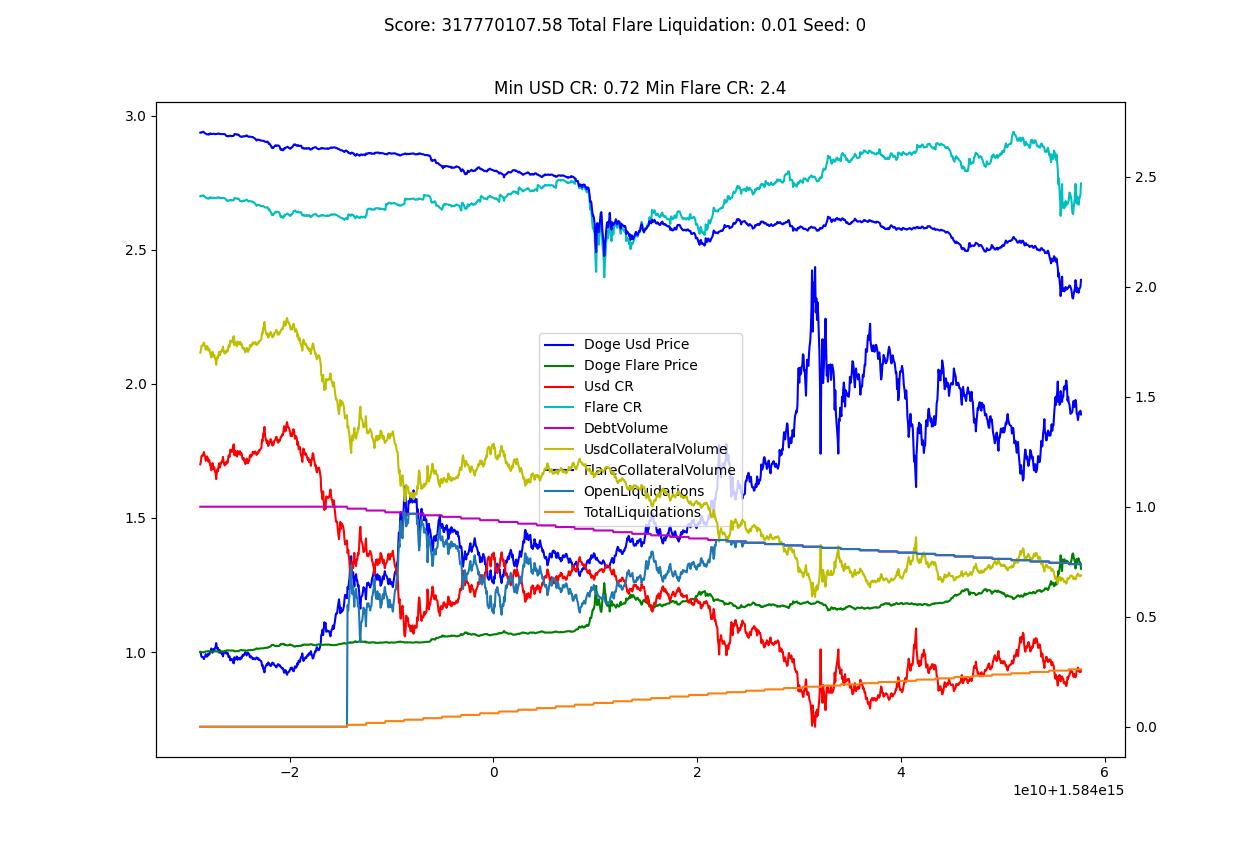 Score: 317770107.58 Total Flare Liquidation: 0.01 Seed: 0
Min USD CR: 0.72 Min Flare CR: 2.4
3.0
2.5
2.0
1.5
1.0
2.5
2.0
1.5
1.0
0.5
0.0
Doge Usd Price
Doge Flare Price
Usd CR
Flare CR
DebtVolume
UsdCollateralVolume
FlareCollateralVolume
OpenLiquidations
TotalLiquidations
−2 0 2 4 6
1e10+1.584e15